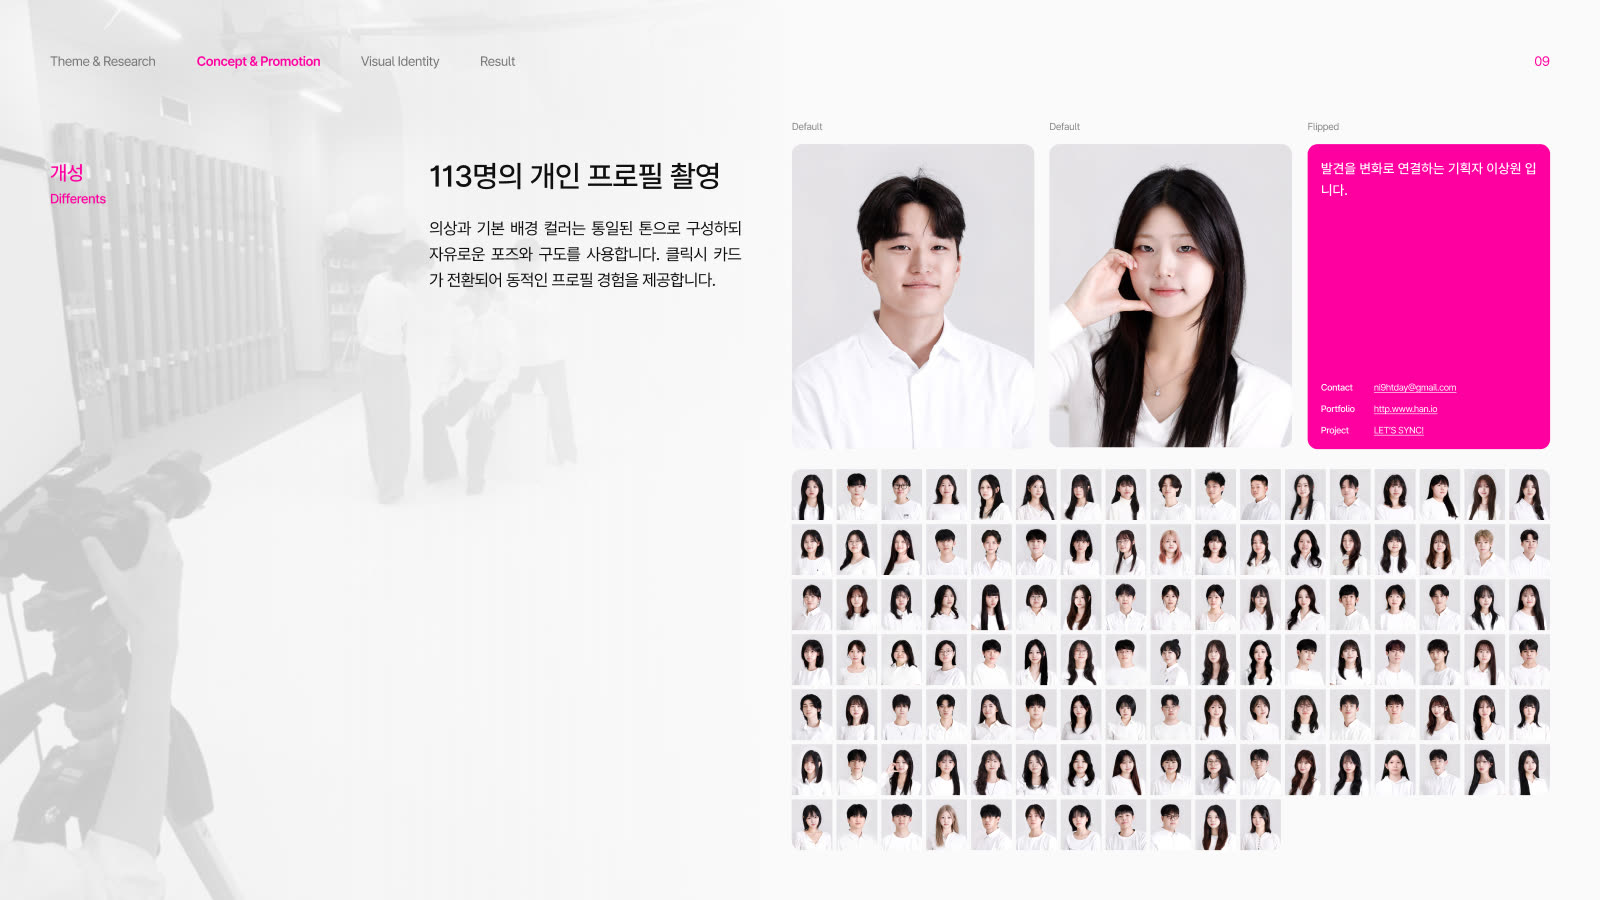 Theme & Research
Concept & Promotion
Visual Identity
Result
09
개성
Differents
113명의 개인 프로필 촬영
의상과 기본 배경 컬러는 통일된 톤으로 구성하되
자유로운 포즈와 구도를 사용합니다. 클릭시 카드
가 전환되어 동적인 프로필 경험을 제공합니다.
Default
Default
Flipped
발견을 변화로 연결하는 기획자 이상원 입
니다.
Contact ni9htday@gmail.com
Portfolio http.www.han.io
Project LET'S SYNC!